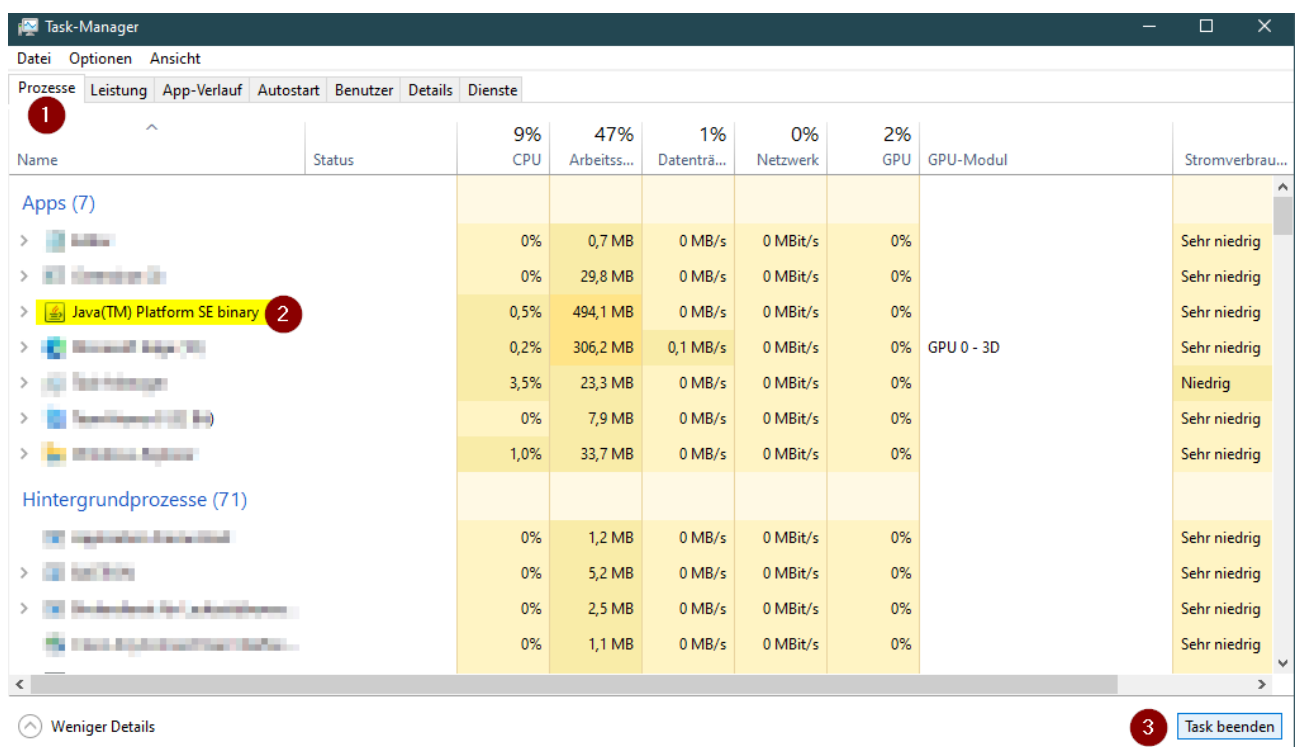 Task-Manager
Datei Optionen Ansicht
Prozesse Leistung App-Verlauf Autostart Benutzer Details Dienste
1
9% 47% 1% 0% 2%
Name Status CPU Arbeitss... Datenträ... Netzwerk GPU GPU-Modul Stromverbrau...
Apps (7)
0% 0,7 MB 0 MB/s 0 MBit/s 0% Sehr niedrig
0% 29,8 MB 0 MB/s 0 MBit/s 0% Sehr niedrig
Java(TM) Platform SE binary 2 0,5% 494,1 MB 0 MB/s 0 MBit/s 0% Sehr niedrig
0,2% 306,2 MB 0,1 MB/s 0 MBit/s 0% GPU 0 - 3D Sehr niedrig
3,5% 23,3 MB 0 MB/s 0 MBit/s 0% Niedrig
0% 7,9 MB 0 MB/s 0 MBit/s 0% Sehr niedrig
1,0% 33,7 MB 0 MB/s 0 MBit/s 0% Sehr niedrig
Hintergrundprozesse (71)
0% 1,2 MB 0 MB/s 0 MBit/s 0% Sehr niedrig
0% 5,2 MB 0 MB/s 0 MBit/s 0% Sehr niedrig
0% 2,5 MB 0 MB/s 0 MBit/s 0% Sehr niedrig
0% 1,1 MB 0 MB/s 0 MBit/s 0% Sehr niedrig
Weniger Details 3 Task beenden